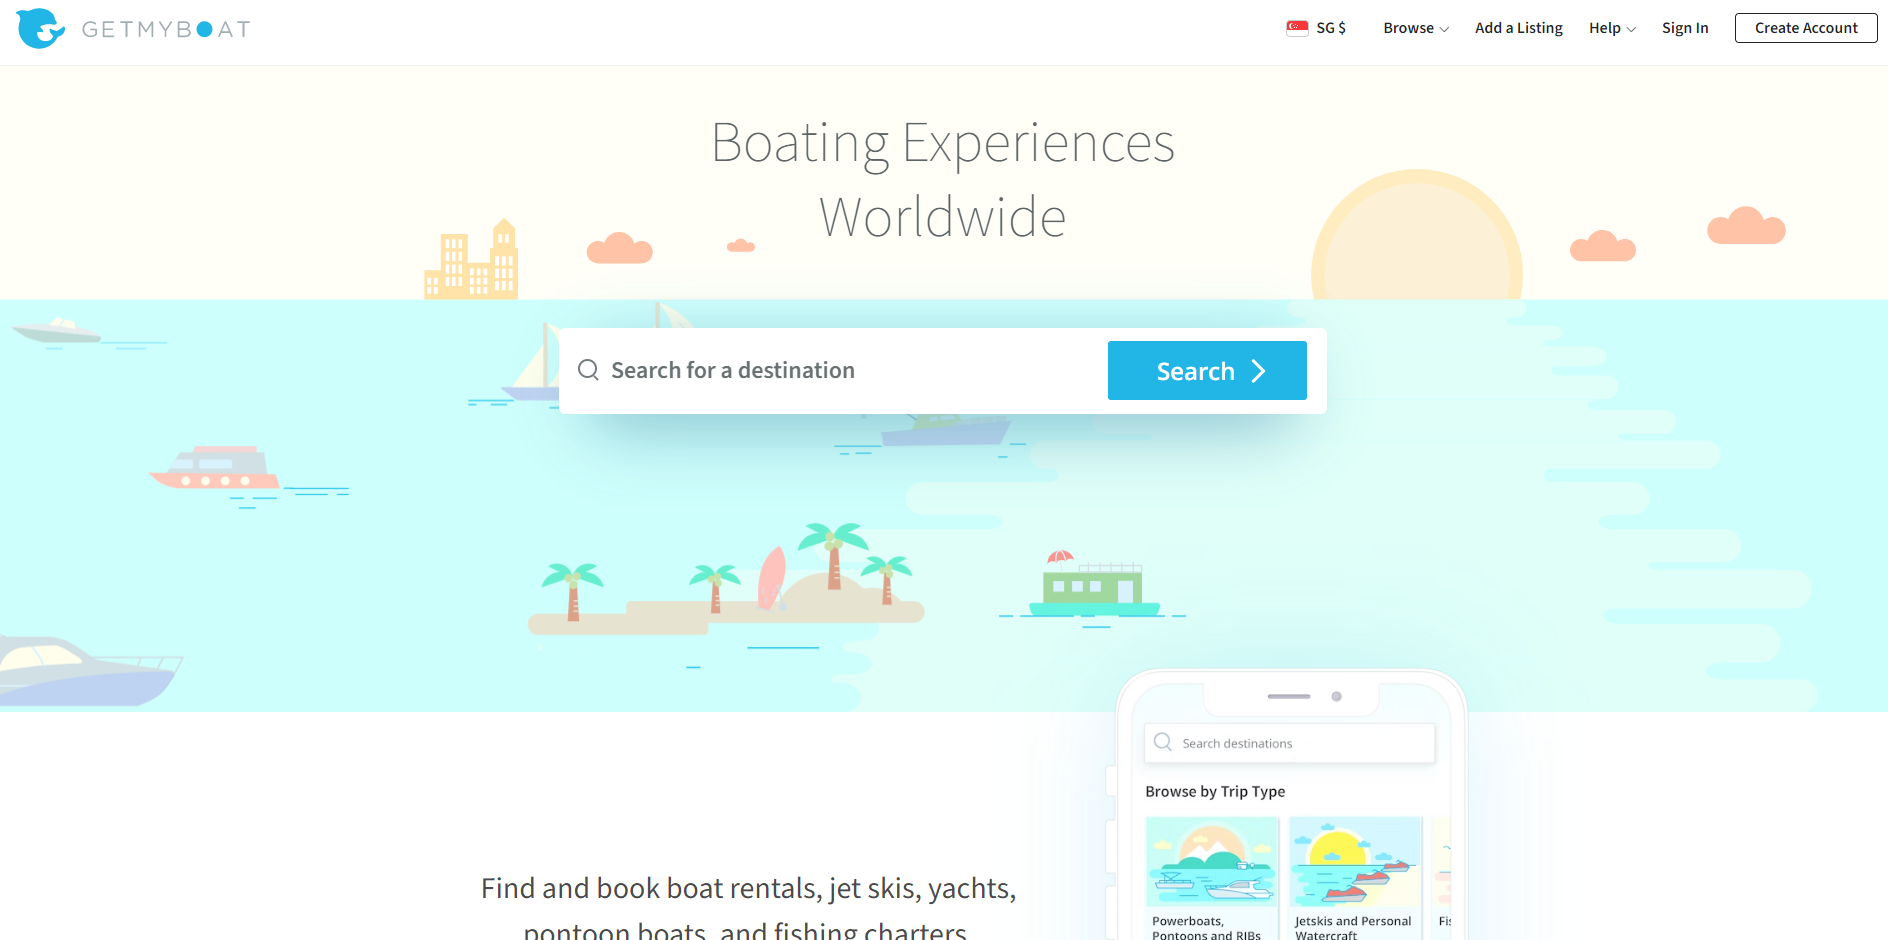 GETMYBOAT
SG $
Browse
Add a Listing
Help
Sign In
Create Account
Boating Experiences
Worldwide
Search for a destination
Search
Search destinations
Browse by Trip Type
Find and book boat rentals, jet skis, yachts,
pontoon boats, and fishing charters
Powerboats,
Pontoons and RIBs
Jetskis and Personal
Watercraft